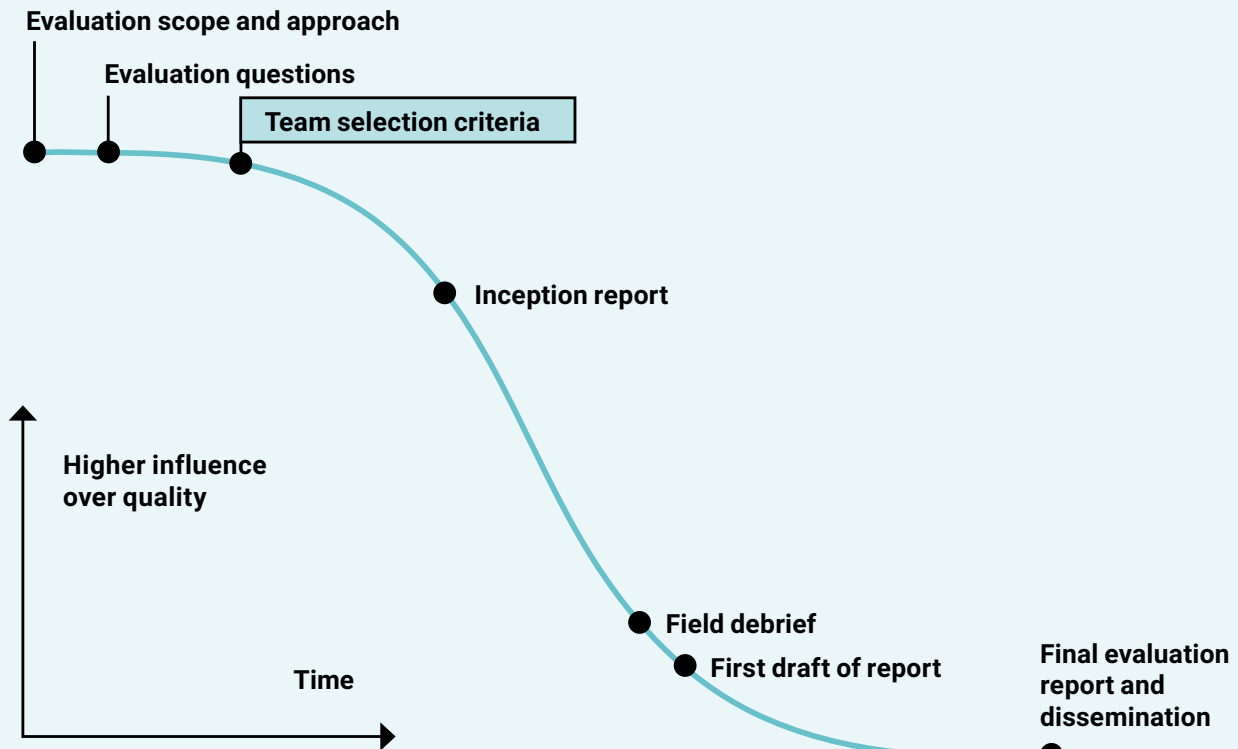 Evaluation scope and approach
Evaluation questions
Team selection criteria
Inception report
Higher influence
over quality
Field debrief
First draft of report
Time
Final evaluation
report and
dissemination